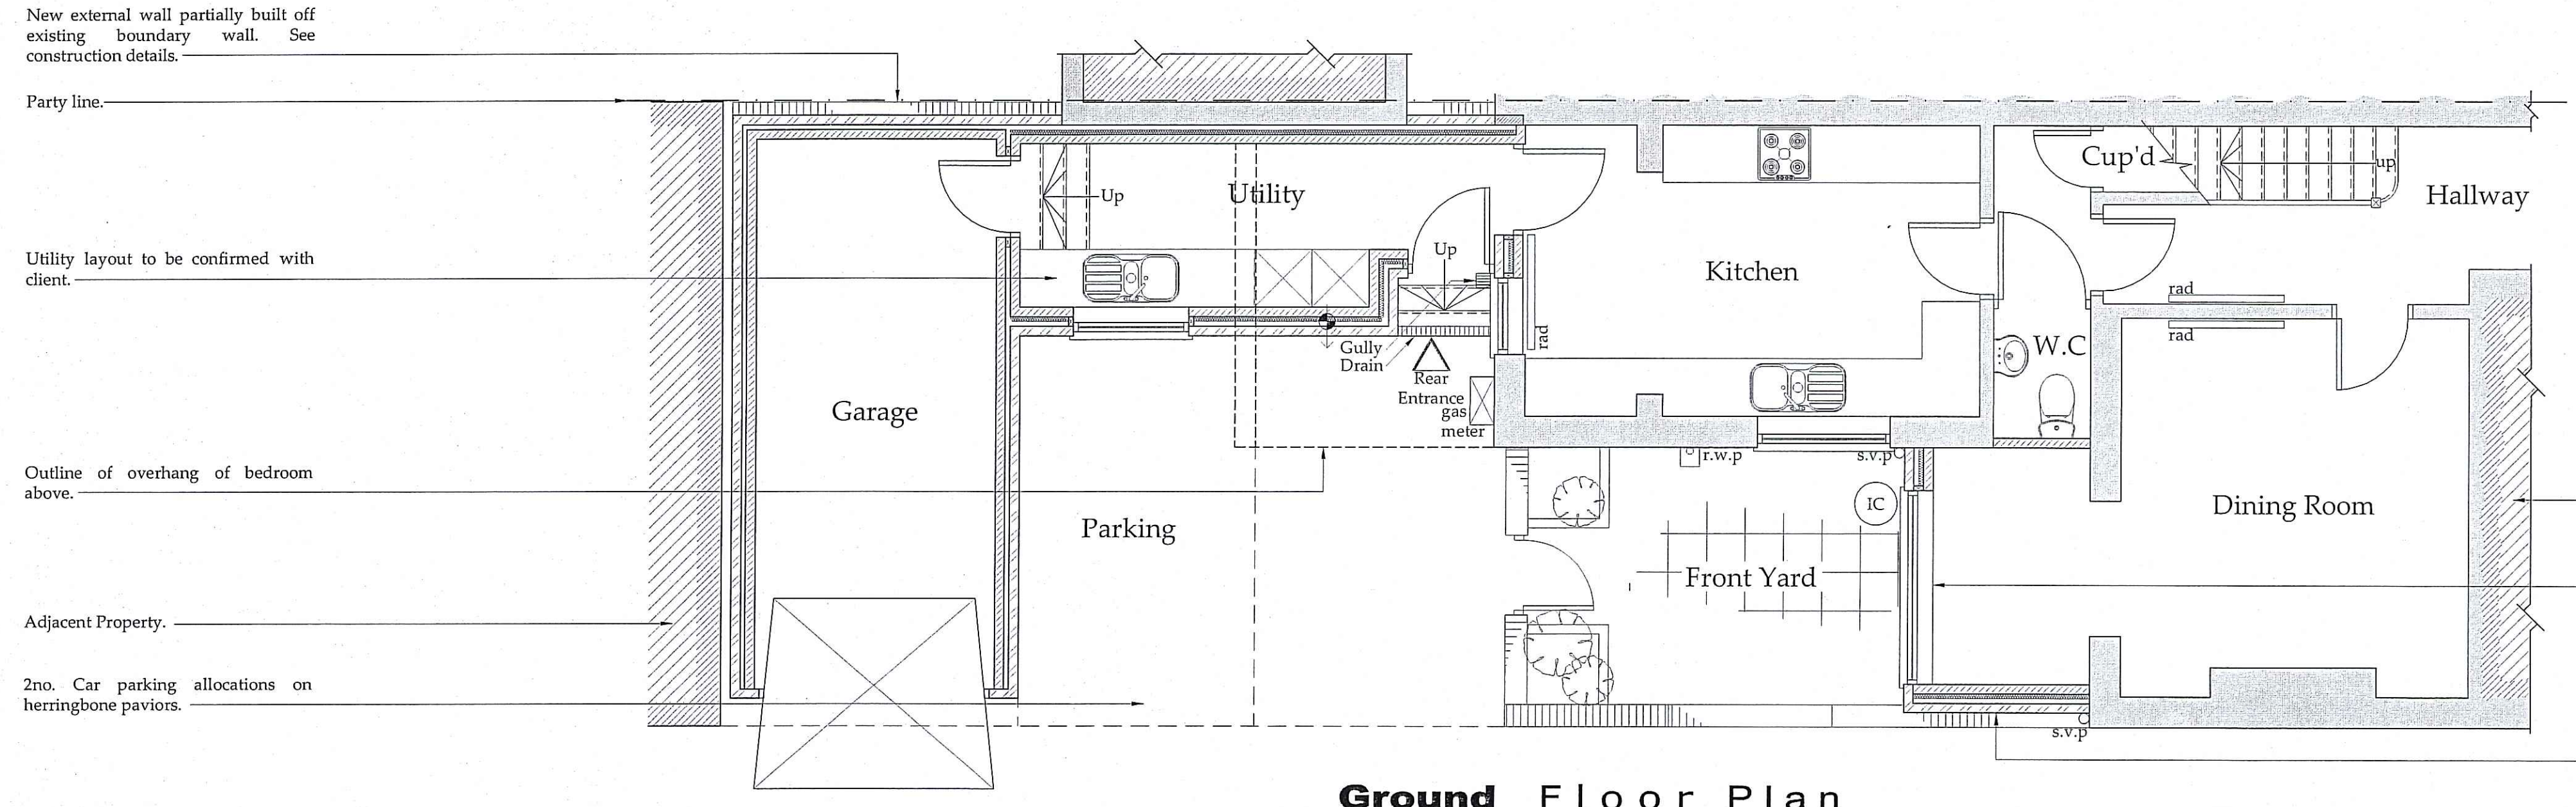 New external wall partially built off
existing boundary wall. See
construction details.
Party line.
Utility layout to be confirmed with
client.
Outline of overhang of bedroom
above.
Adjacent Property.
2no. Car parking allocations on
herringbone paviors.
Up
Utility
Up
Gully
Drain
Rear
Entrance
gas
meter
Garage
Parking
Kitchen
rad
Cup'd
up
Hallway
rad
rad
W.C
r.w.p
s.v.p
IC
Front Yard
Dining Room
s.v.p
Ground Floor Plan